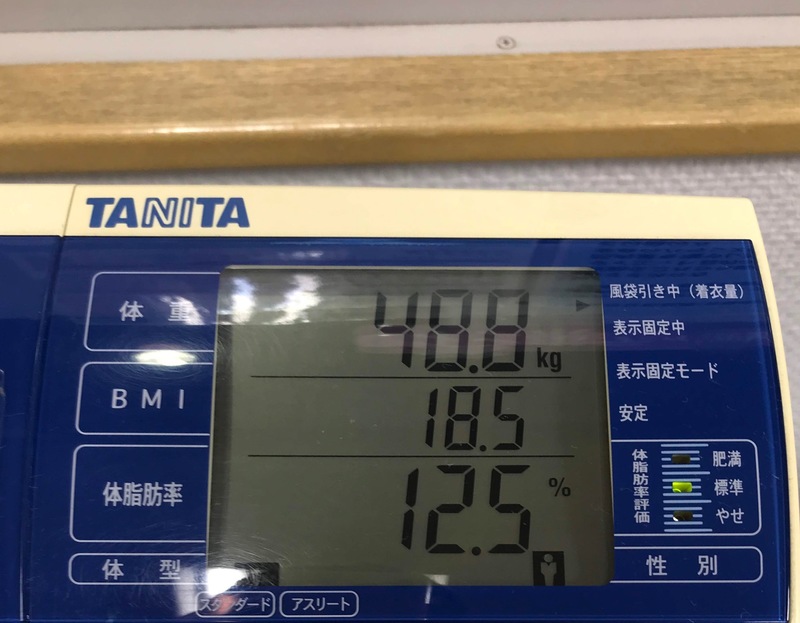 TANITA
体重 48.8 kg
風袋引き中（着衣量）
表示固定中
表示固定モード
BMI 18.5
安定
体脂肪率 12.5 %
体脂肪率評価
肥満
標準
やせ
体型
性別
スタンダード アスリート